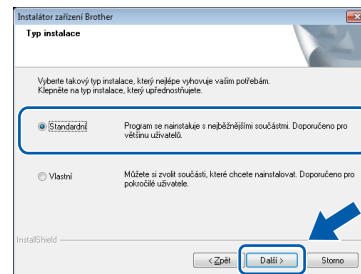 Instalátor zařízení Brother
Typ instalace
Vyberte takový typ instalace, který nejlépe vyhovuje vašim potřebám.
Klepněte na typ instalace, který upřednostňujete.
Standardní
Program se nainstaluje s nejběžnějšími součástmi. Doporučeno pro
většinu uživatelů.
Vlastní
Můžete si zvolit součásti, které chcete nainstalovat. Doporučeno pro
pokročilé uživatele.
InstallShield
< Zpět
Další >
Storno